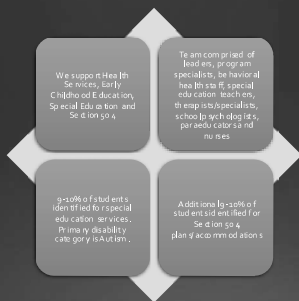 We support Health
Services, Early
Childhood Education,
Special Education and
Section 504
Team comprised of
leaders, program
specialists, behavioral
health staff, special
education teachers,
therapists/specialists,
school psychologists,
paraeducators and
nurses
9-10% of students
identified for special
education services.
Primary disability
category is Autism.
Additional 9-10% of
students identified for
Section 504
plans/accommodations